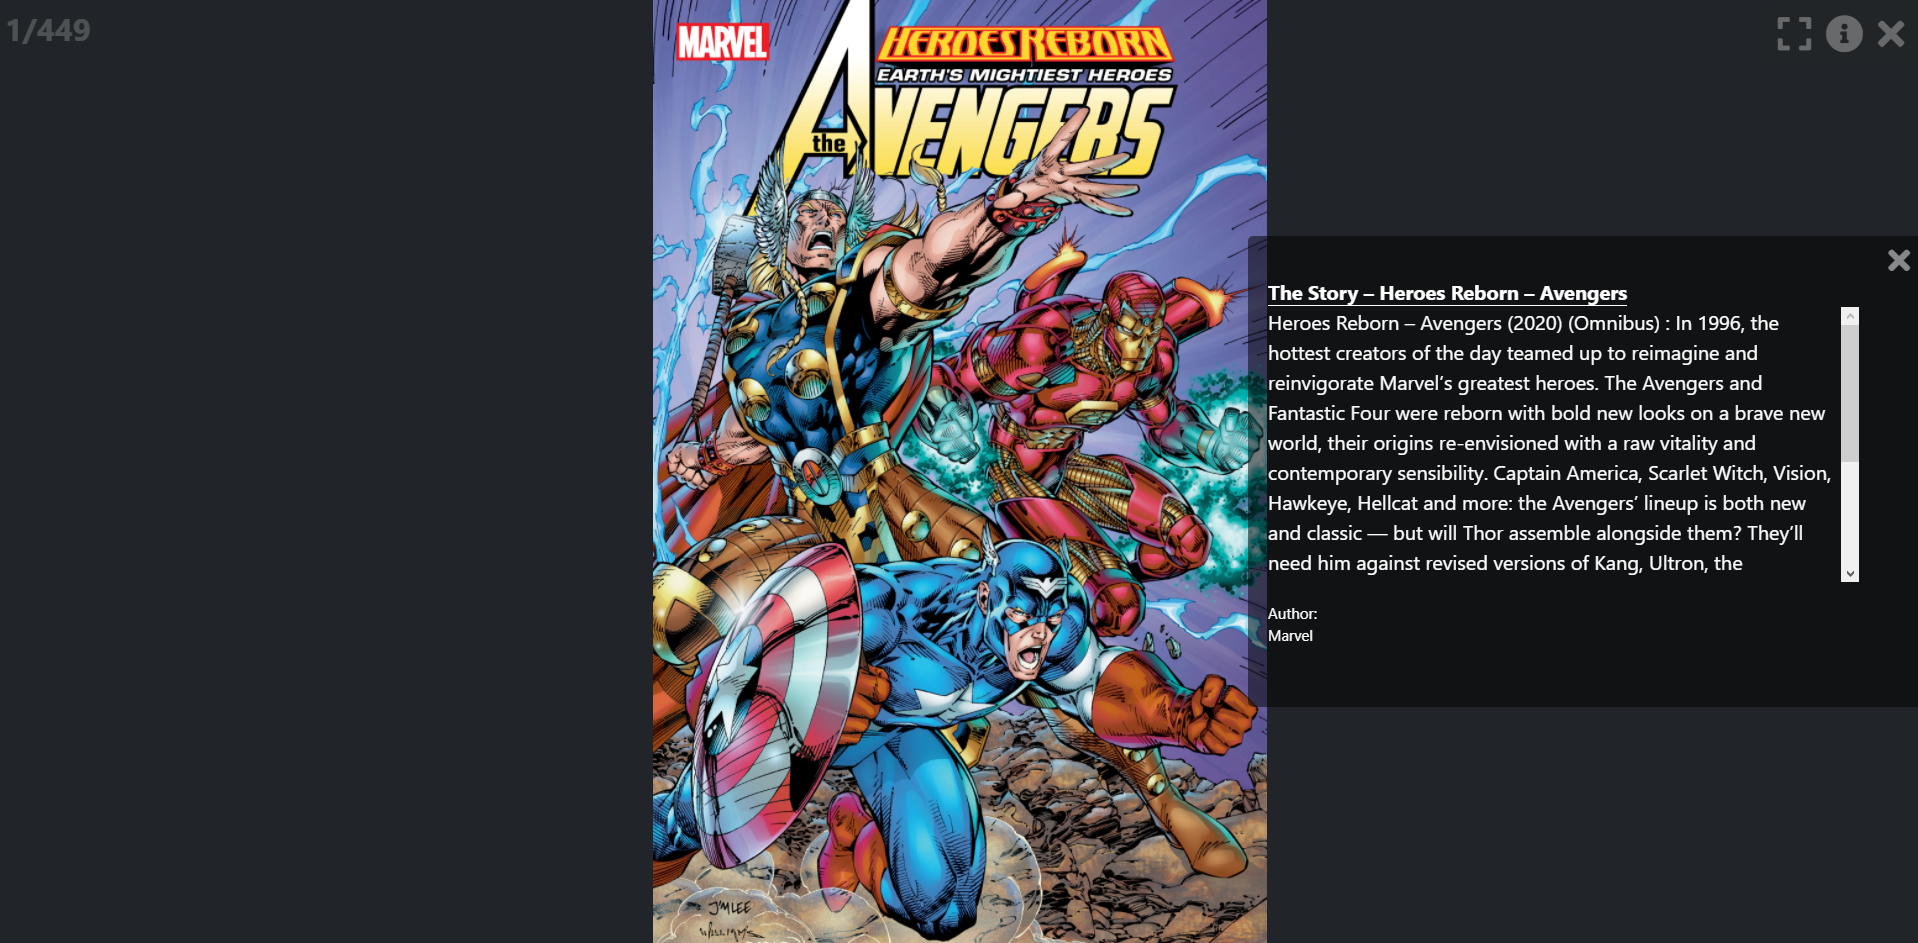 1/449
MARVEL
HEROES REBORN
EARTH'S MIGHTIEST HEROES
the AVENGERS
The Story – Heroes Reborn – Avengers
Heroes Reborn – Avengers (2020) (Omnibus) : In 1996, the
hottest creators of the day teamed up to reimagine and
reinvigorate Marvel’s greatest heroes. The Avengers and
Fantastic Four were reborn with bold new looks on a brave new
world, their origins re-envisioned with a raw vitality and
contemporary sensibility. Captain America, Scarlet Witch, Vision,
Hawkeye, Hellcat and more: the Avengers’ lineup is both new
and classic — but will Thor assemble alongside them? They’ll
need him against revised versions of Kang, Ultron, the
Author:
Marvel
JIM LEE
WILLIAMS